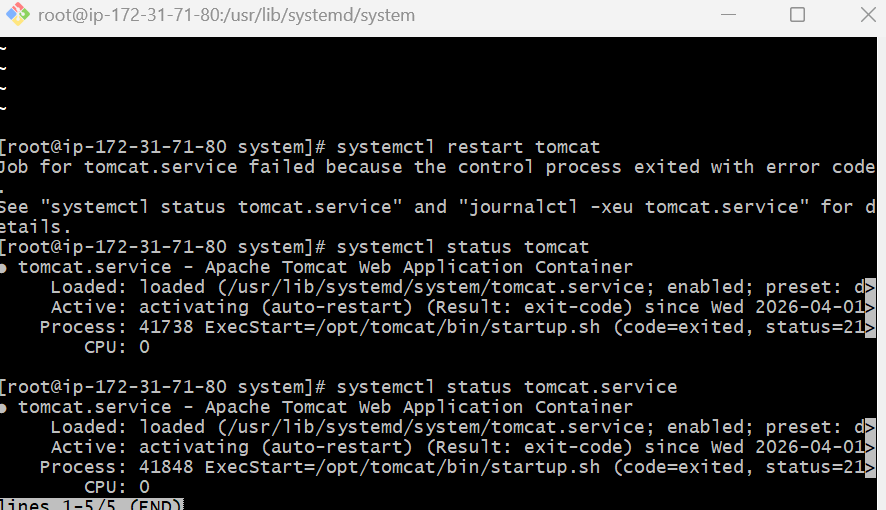 root@ip-172-31-71-80:/usr/lib/systemd/system
~
~
~
~
[root@ip-172-31-71-80 system]# systemctl restart tomcat
Job for tomcat.service failed because the control process exited with error code
.
See "systemctl status tomcat.service" and "journalctl -xeu tomcat.service" for d
etails.
[root@ip-172-31-71-80 system]# systemctl status tomcat
● tomcat.service - Apache Tomcat Web Application Container
     Loaded: loaded (/usr/lib/systemd/system/tomcat.service; enabled; preset: d>
     Active: activating (auto-restart) (Result: exit-code) since Wed 2026-04-01>
    Process: 41738 ExecStart=/opt/tomcat/bin/startup.sh (code=exited, status=21>
        CPU: 0
[root@ip-172-31-71-80 system]# systemctl status tomcat.service
● tomcat.service - Apache Tomcat Web Application Container
     Loaded: loaded (/usr/lib/systemd/system/tomcat.service; enabled; preset: d>
     Active: activating (auto-restart) (Result: exit-code) since Wed 2026-04-01>
    Process: 41848 ExecStart=/opt/tomcat/bin/startup.sh (code=exited, status=21>
        CPU: 0
lines 1-5/5 (END)